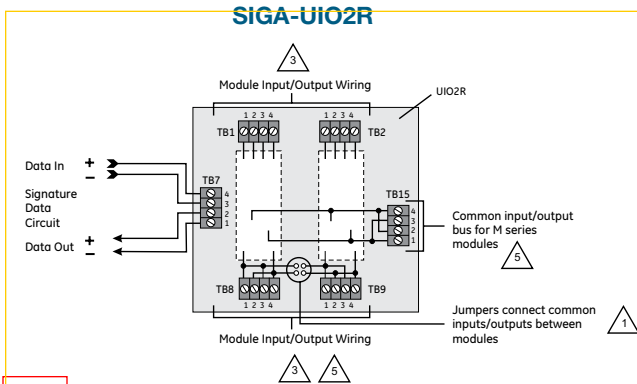 SIGA-UIO2R
3
Module Input/Output Wiring
UIO2R
1 2 3 4
1 2 3 4
TB1
TB2
Data In + –
TB7
4
3
2
1
Signature
Data
Circuit
Data Out + –
TB15
4
3
2
1
Common input/output
bus for M series
modules
5
TB8
TB9
1 2 3 4
1 2 3 4
Jumpers connect common
inputs/outputs between
modules
1
Module Input/Output Wiring
3
5